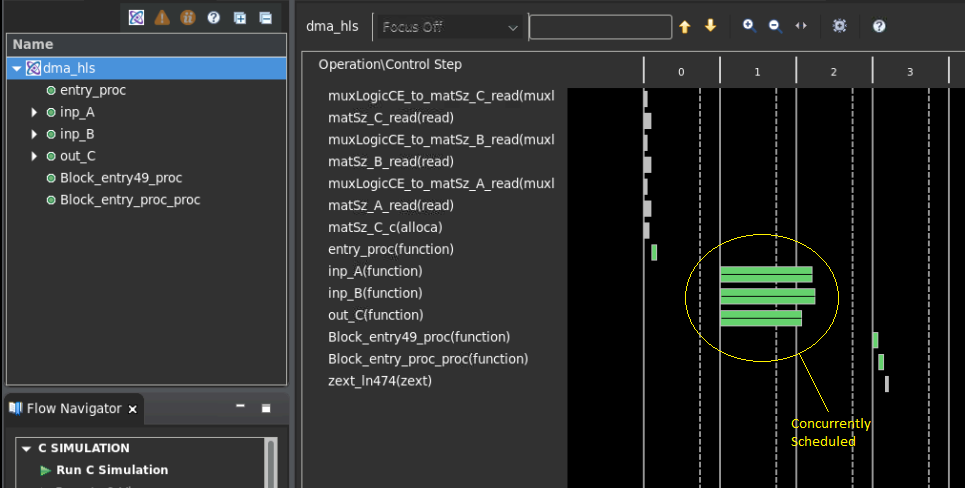 dma_hls
Focus Off
Name
dma_hls
entry_proc
inp_A
inp_B
out_C
Block_entry49_proc
Block_entry_proc_proc
Operation\Control Step
0
1
2
3
muxLogicCE_to_matSz_C_read(muxl
matSz_C_read(read)
muxLogicCE_to_matSz_B_read(muxl
matSz_B_read(read)
muxLogicCE_to_matSz_A_read(muxl
matSz_A_read(read)
matSz_C_c(alloca)
entry_proc(function)
inp_A(function)
inp_B(function)
out_C(function)
Block_entry49_proc(function)
Block_entry_proc_proc(function)
zext_ln474(zext)
Concurrently
Scheduled
Flow Navigator
C SIMULATION
Run C Simulation